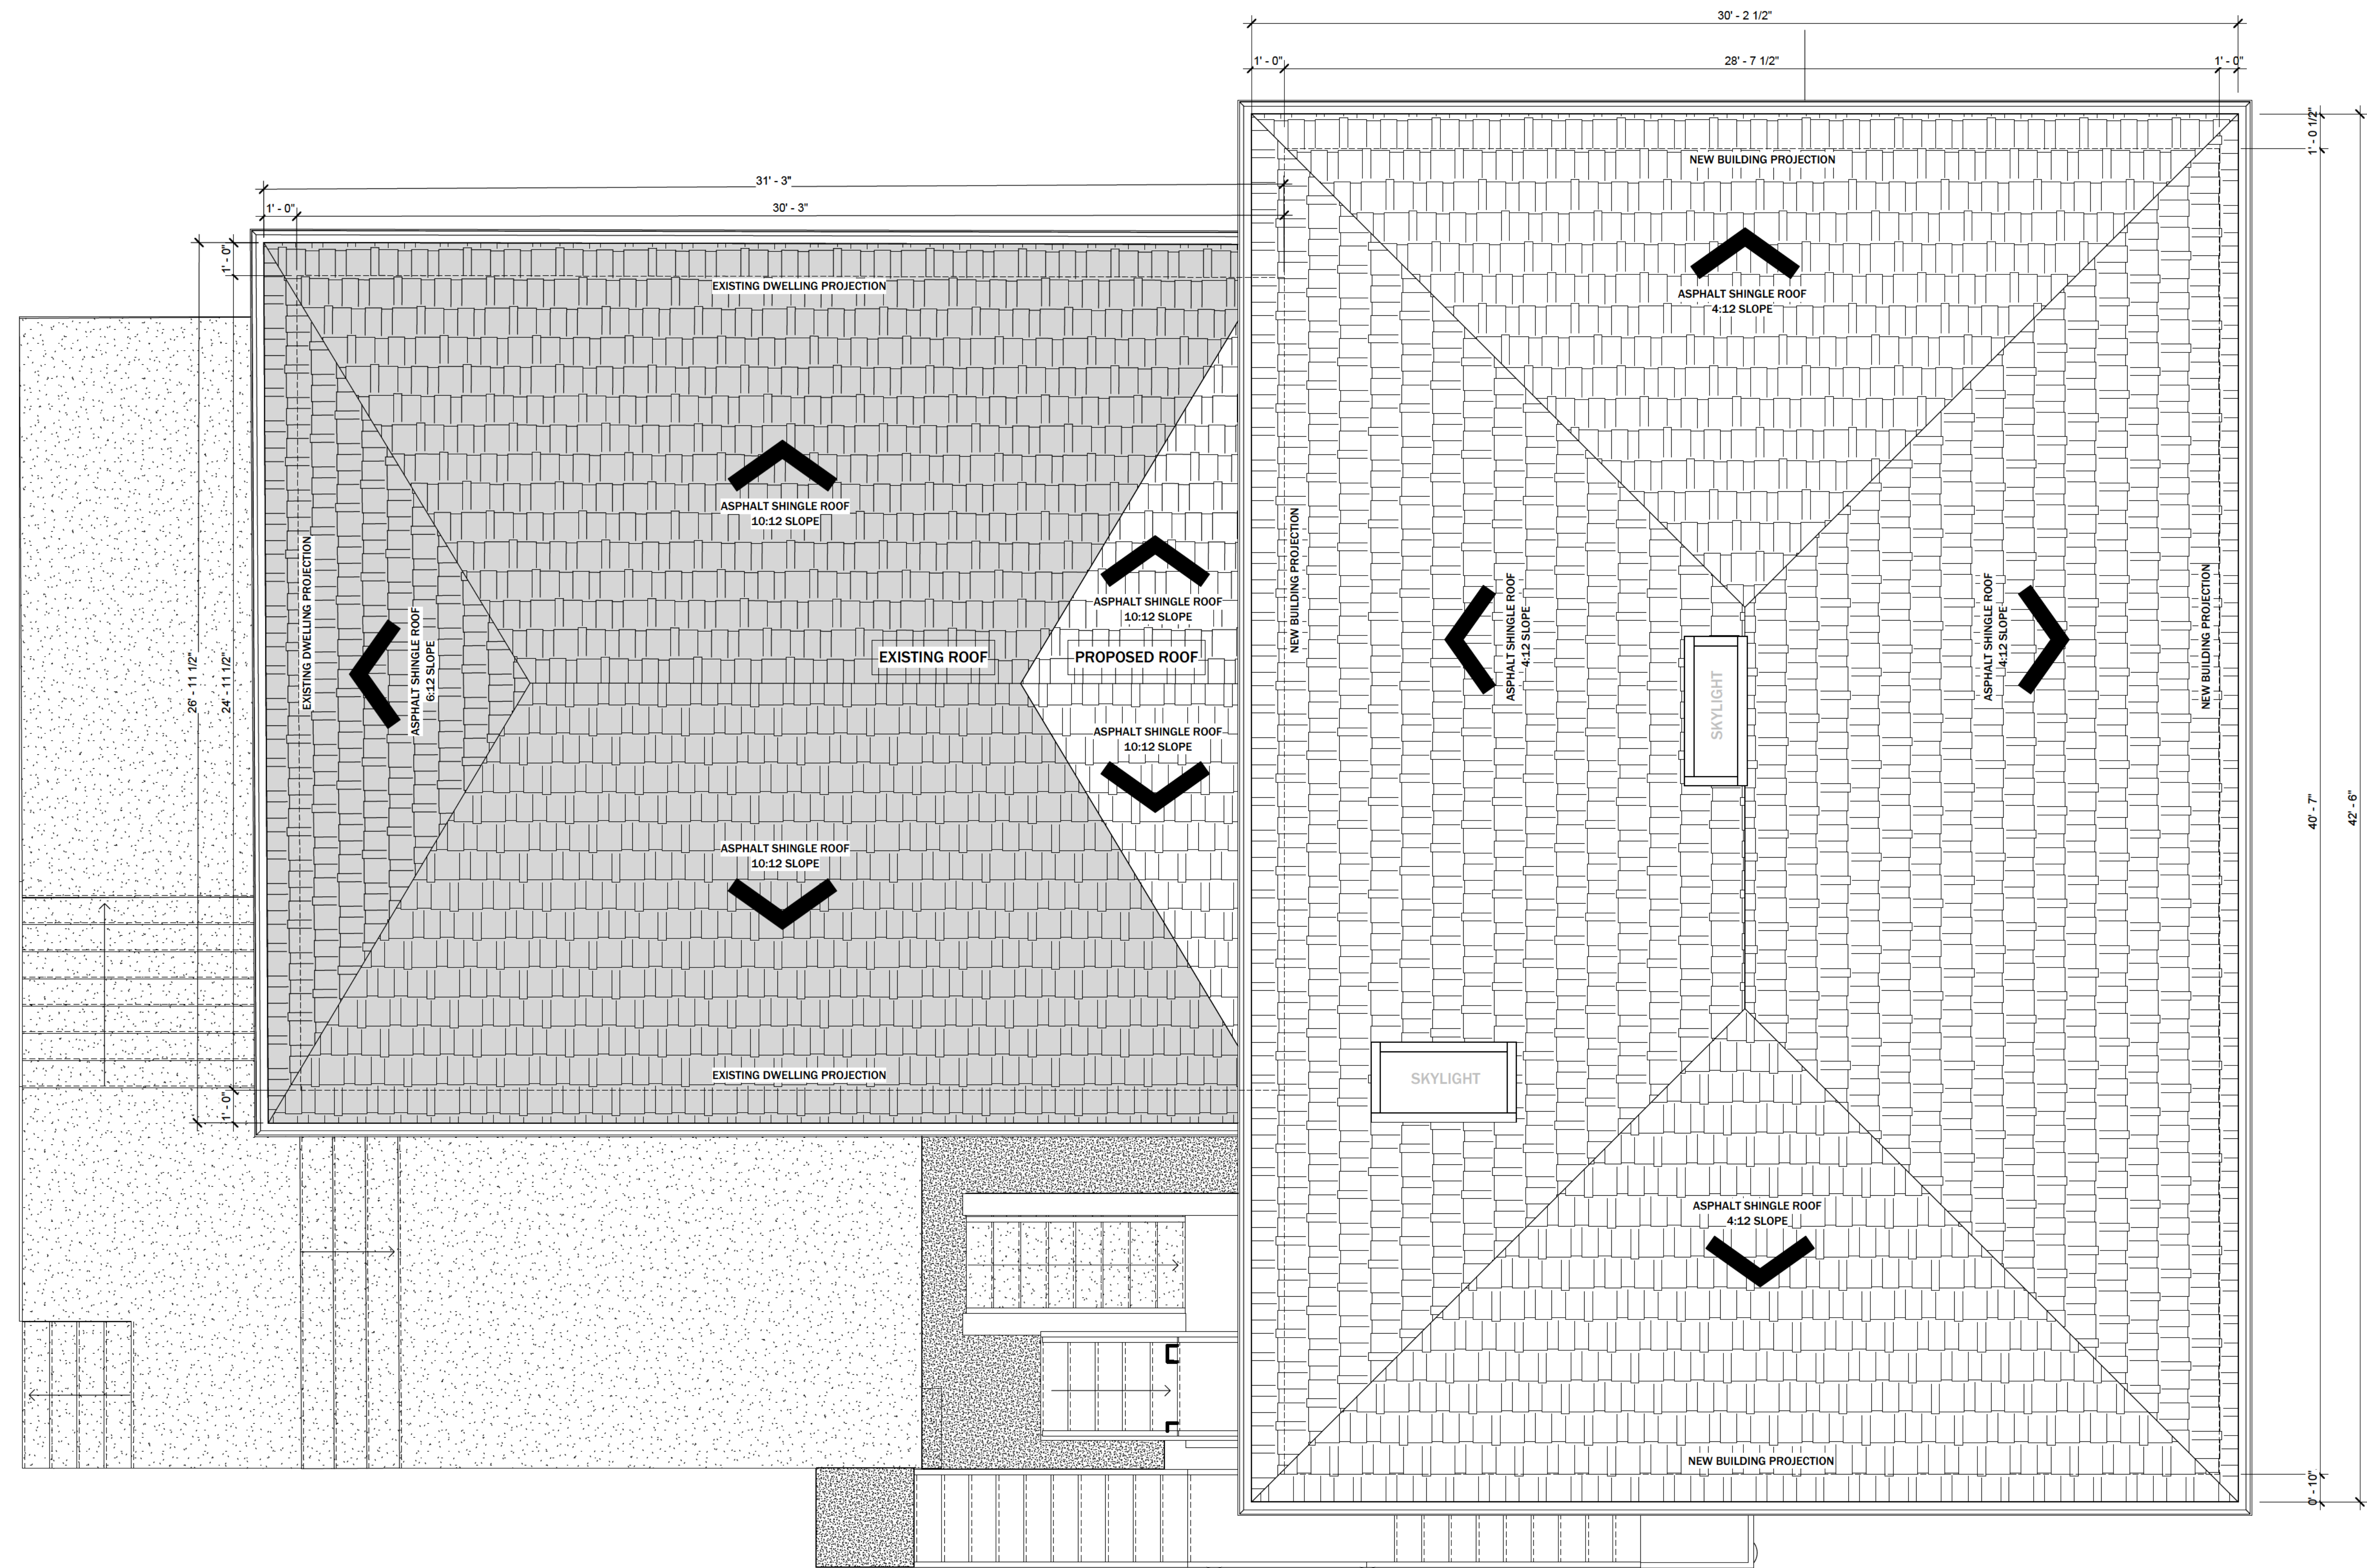 30' - 2 1/2"
1' - 0"
28' - 7 1/2"
1' - 0"
1' - 0 1/2"
NEW BUILDING PROJECTION
31' - 3"
1' - 0"
30' - 3"
1' - 0"
EXISTING DWELLING PROJECTION
ASPHALT SHINGLE ROOF
4:12 SLOPE
ASPHALT SHINGLE ROOF
10:12 SLOPE
NEW BUILDING PROJECTION
EXISTING DWELLING PROJECTION
ASPHALT SHINGLE ROOF
6:12 SLOPE
ASPHALT SHINGLE ROOF
10:12 SLOPE
ASPHALT SHINGLE ROOF
4:12 SLOPE
ASPHALT SHINGLE ROOF
4:12 SLOPE
NEW BUILDING PROJECTION
EXISTING ROOF
PROPOSED ROOF
26' - 11 1/2"
24' - 11 1/2"
SKYLIGHT
ASPHALT SHINGLE ROOF
10:12 SLOPE
40' - 7"
42' - 6"
ASPHALT SHINGLE ROOF
10:12 SLOPE
EXISTING DWELLING PROJECTION
SKYLIGHT
1' - 0"
ASPHALT SHINGLE ROOF
4:12 SLOPE
NEW BUILDING PROJECTION
0' - 10"